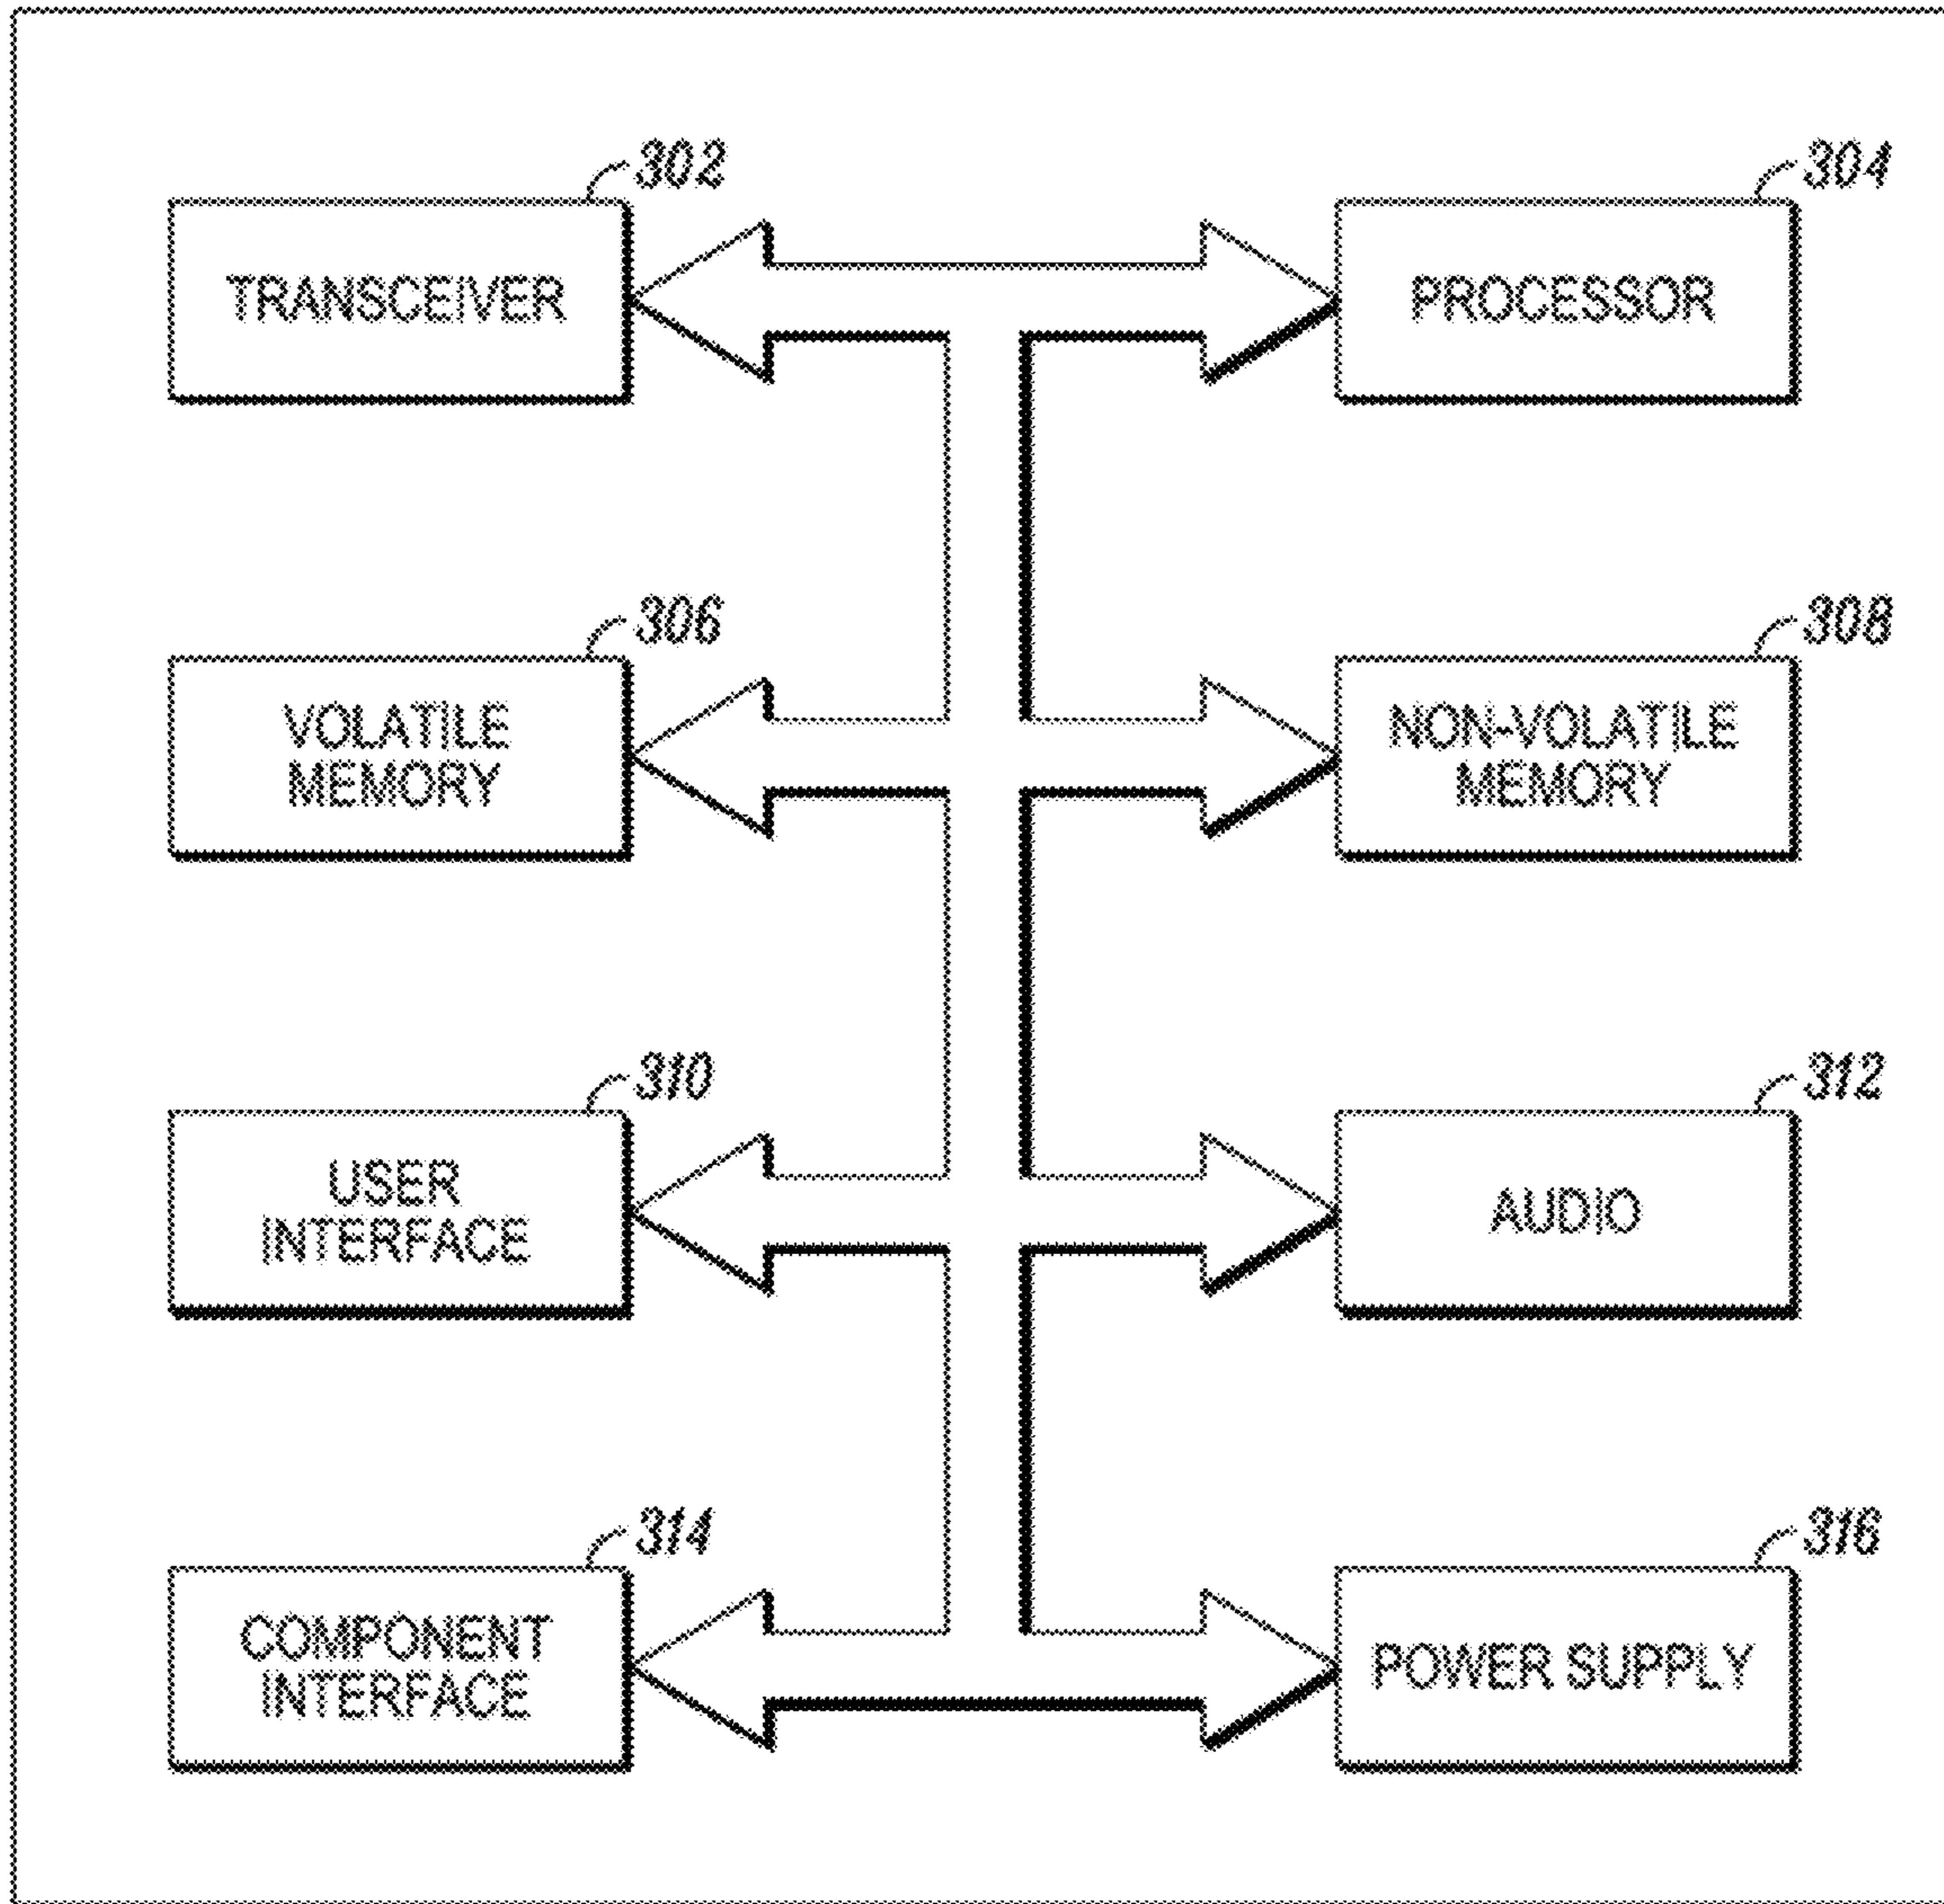 302
304
TRANSCEIVER
PROCESSOR
306
308
VOLATILE
MEMORY
NON-VOLATILE
MEMORY
310
312
USER
INTERFACE
AUDIO
314
316
COMPONENT
INTERFACE
POWER SUPPLY